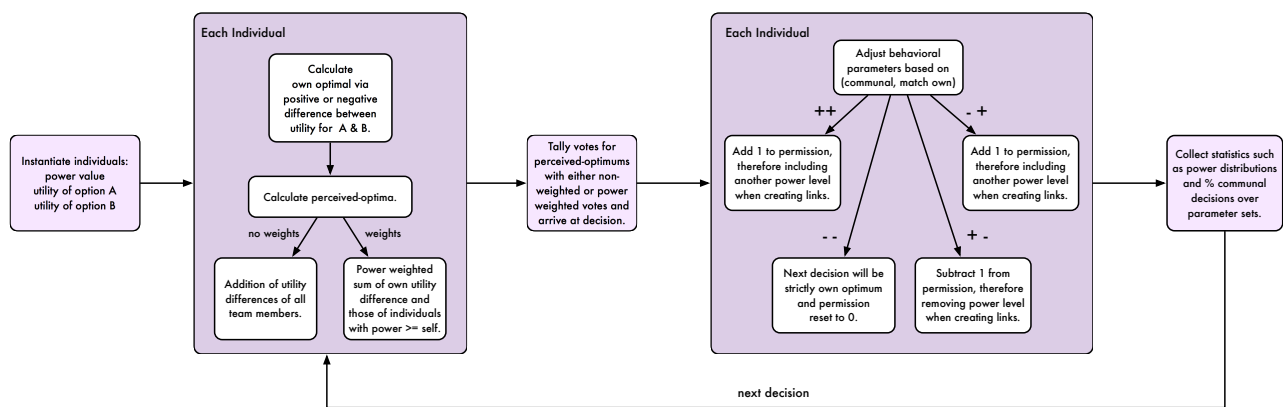 Instantiate individuals:
power value
utility of option A
utility of option B
Each Individual
Calculate
own optimal via
positive or negative
difference between
utility for A & B.
Calculate perceived-optima.
no weights
weights
Addition of utility
differences of all
team members.
Power weighted
sum of own utility
difference and
those of individuals
with power >= self.
Tally votes for
perceived-optimums
with either non-
weighted or power
weighted votes and
arrive at decision.
Each Individual
Adjust behavioral
parameters based on
(communal, match own)
++
- +
Add 1 to permission,
therefore including
another power level
when creating links.
Add 1 to permission,
therefore including
another power level
when creating links.
- -
+ -
Next decision will be
strictly own optimum
and permission
reset to 0.
Subtract 1 from
permission, therefore
removing power level
when creating links.
Collect statistics such
as power distributions
and % communal
decisions over
parameter sets.
next decision